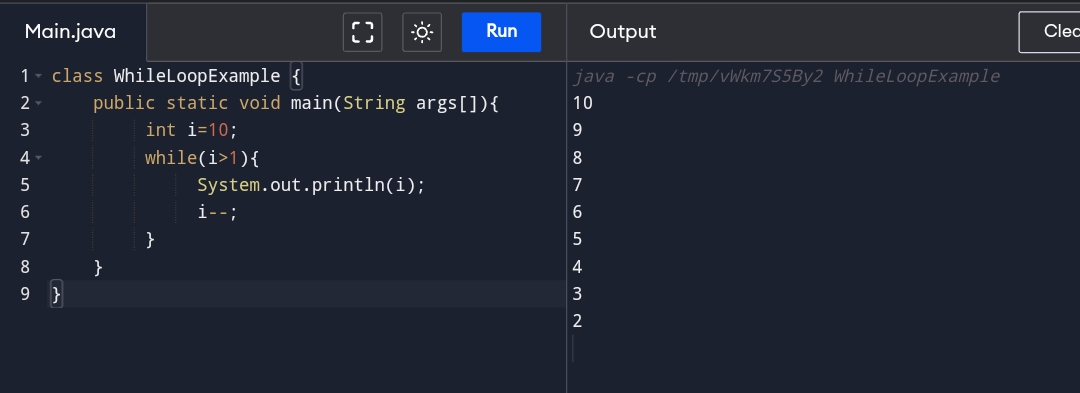 Main.java
Run
Output
Clea
1 class WhileLoopExample {
2 public static void main(String args[]){
3 int i=10;
4 while(i>1){
5 System.out.println(i);
6 i--;
7 }
8 }
9 }
java -cp /tmp/vWkm7S5By2 WhileLoopExample
10
9
8
7
6
5
4
3
2